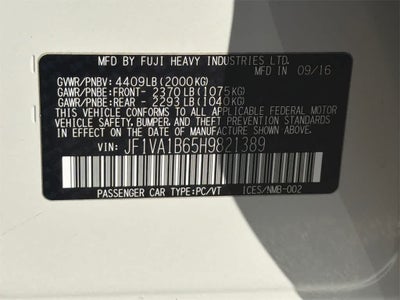 MFD BY FUJI HEAVY INDUSTRIES LTD.
MFD IN 09/16
GVWR/PNBV: 4409LB(2000KG)
GAWR/PNBE:FRONT- 2370LB(1075KG)
GAWR/PNBE:REAR - 2293LB(1040KG)
THIS VEHICLE CONFORMS TO ALL APPLICABLE FEDERAL MOTOR
VEHICLE SAFETY, BUMPER, AND THEFT PREVENTION STANDARDS
IN EFFECT ON THE DATE OF MANUFACTURE SHOWN ABOVE.
VIN: JF1VA1B65H9821389
PASSENGER CAR TYPE:PC/VT ICES/NMB-002